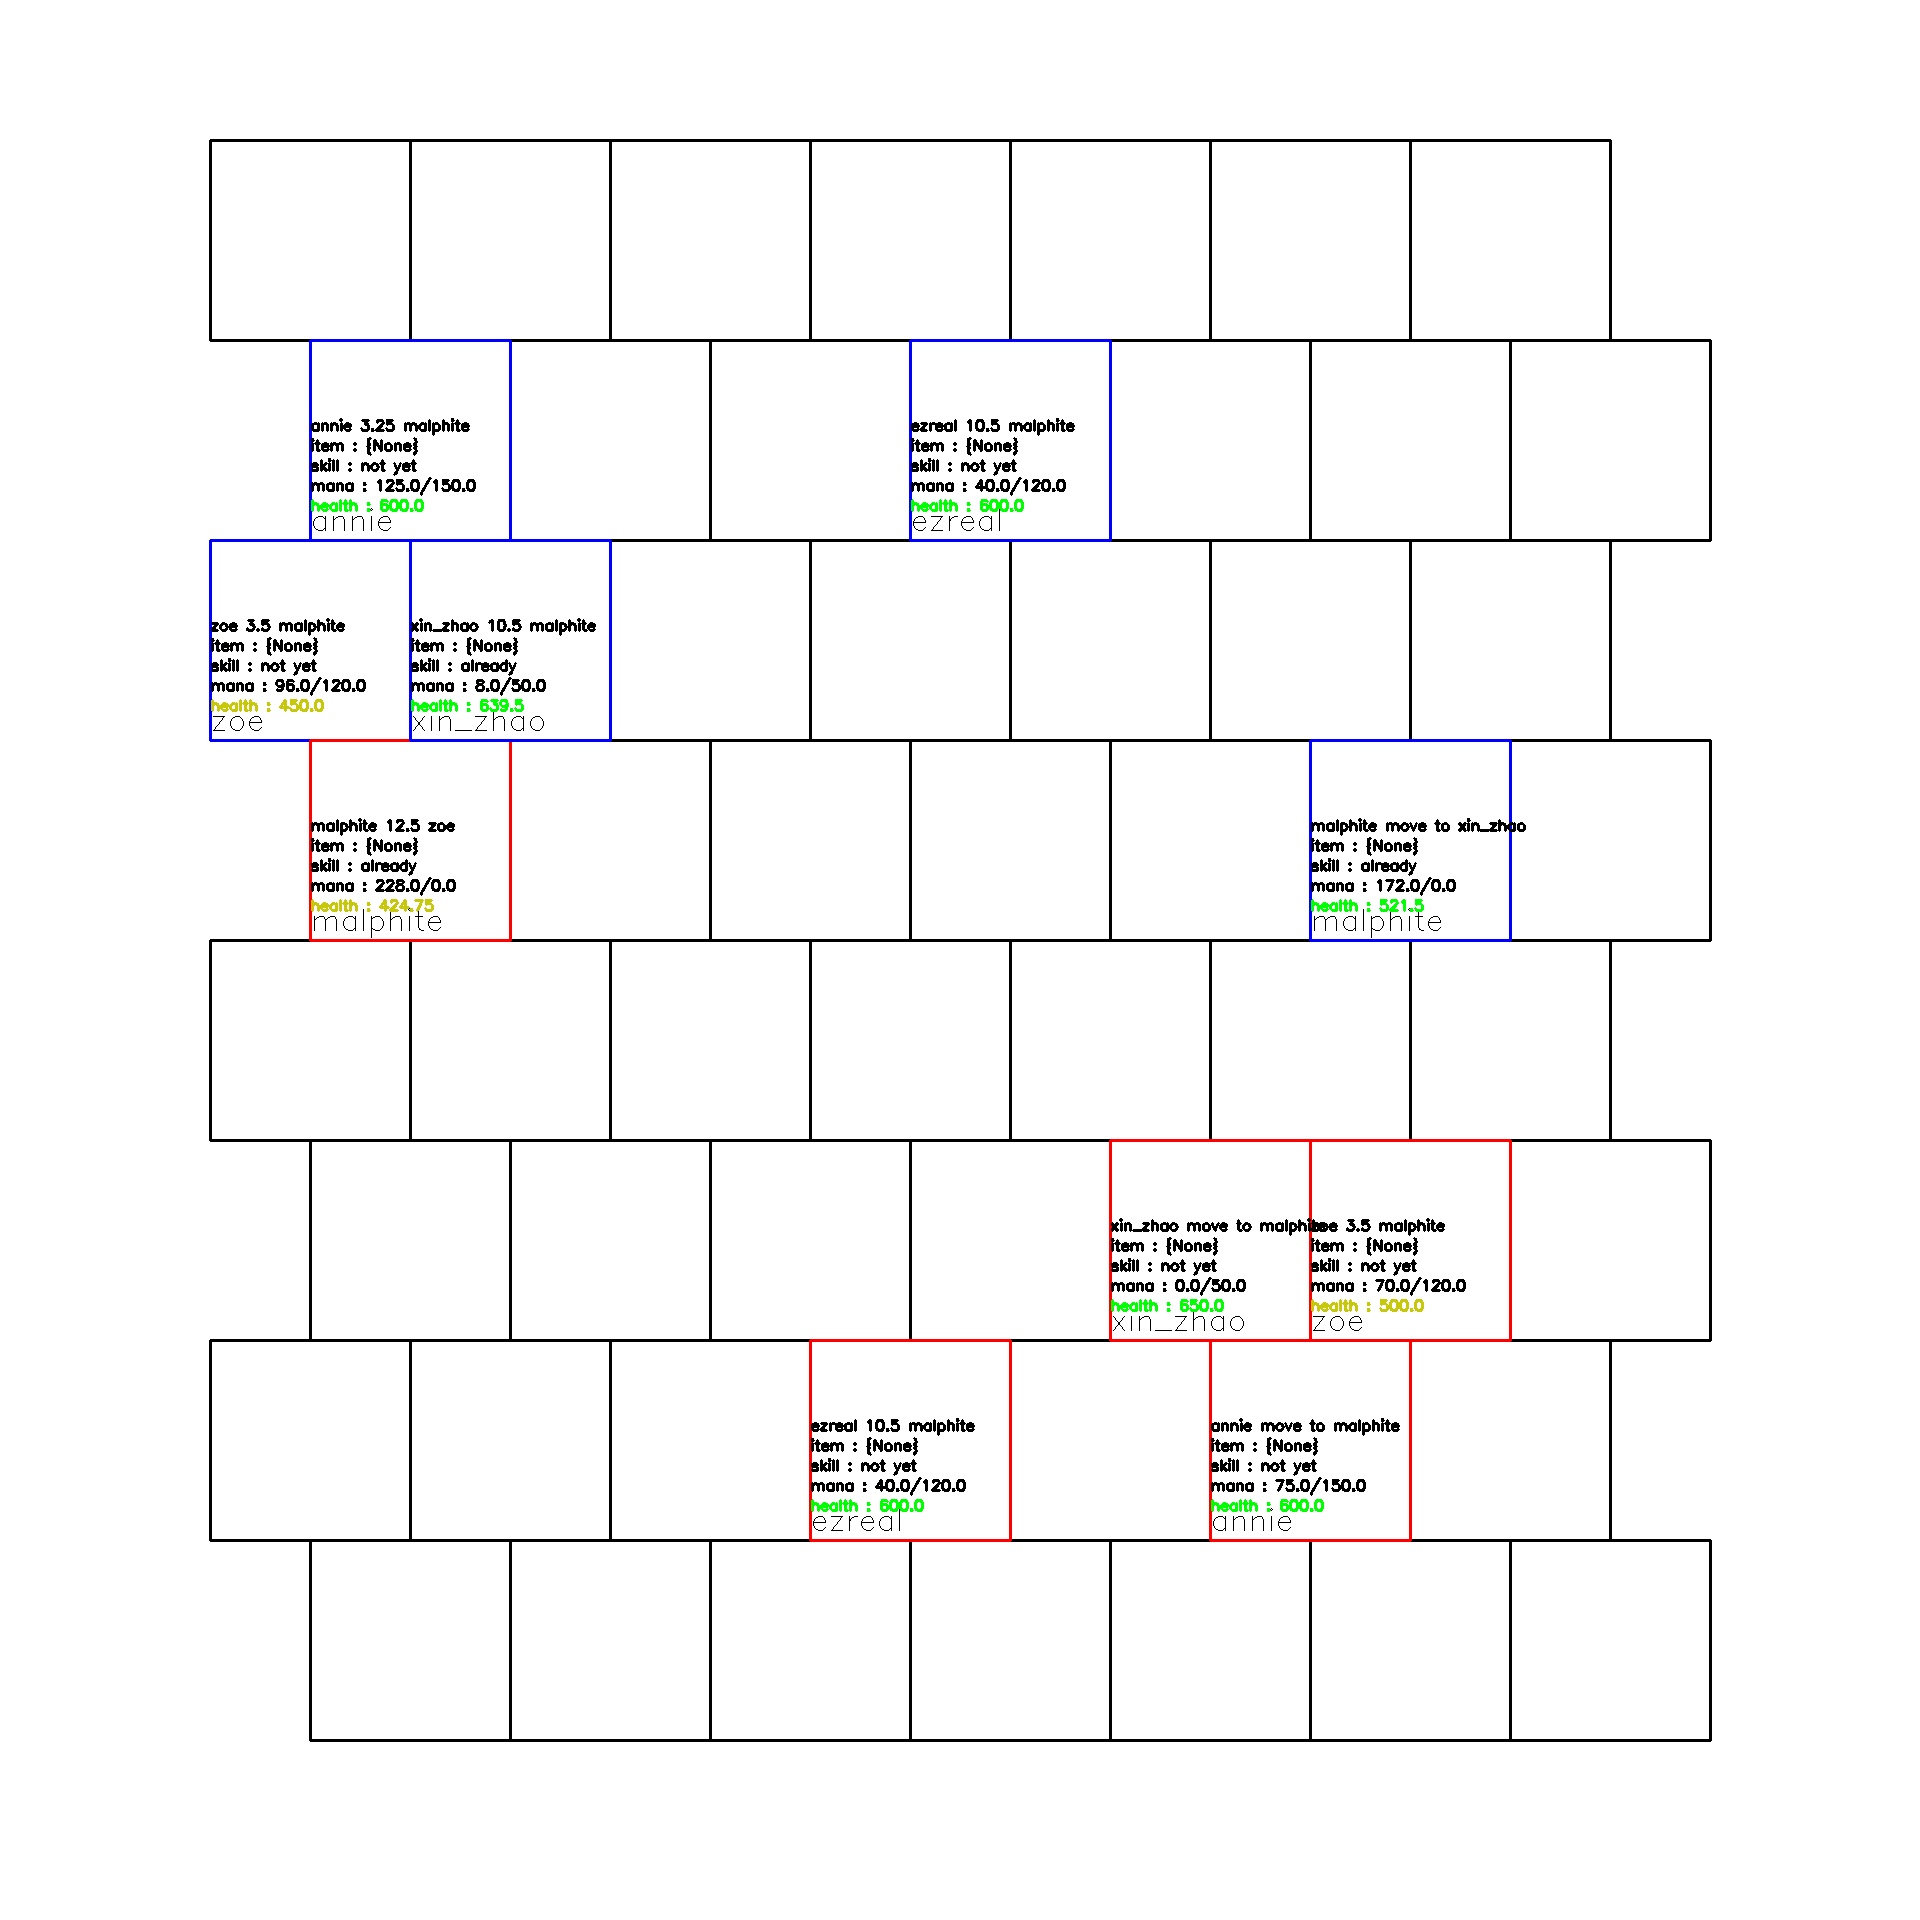 annie 3.25 malphite
item : {None}
skill : not yet
mana : 125.0/150.0
health : 600.0
annie
ezreal 10.5 malphite
item : {None}
skill : not yet
mana : 40.0/120.0
health : 600.0
ezreal
zoe 3.5 malphite
item : {None}
skill : not yet
mana : 96.0/120.0
health : 450.0
zoe
xin_zhao 10.5 malphite
item : {None}
skill : already
mana : 8.0/50.0
health : 639.5
xin_zhao
malphite 12.5 zoe
item : {None}
skill : already
mana : 228.0/0.0
health : 424.75
malphite
malphite move to xin_zhao
item : {None}
skill : already
mana : 172.0/0.0
health : 521.5
malphite
xin_zhao move to malphite
item : {None}
skill : not yet
mana : 0.0/50.0
health : 650.0
xin_zhao
zoe 3.5 malphite
item : {None}
skill : not yet
mana : 70.0/120.0
health : 500.0
zoe
ezreal 10.5 malphite
item : {None}
skill : not yet
mana : 40.0/120.0
health : 600.0
ezreal
annie move to malphite
item : {None}
skill : not yet
mana : 75.0/150.0
health : 600.0
annie